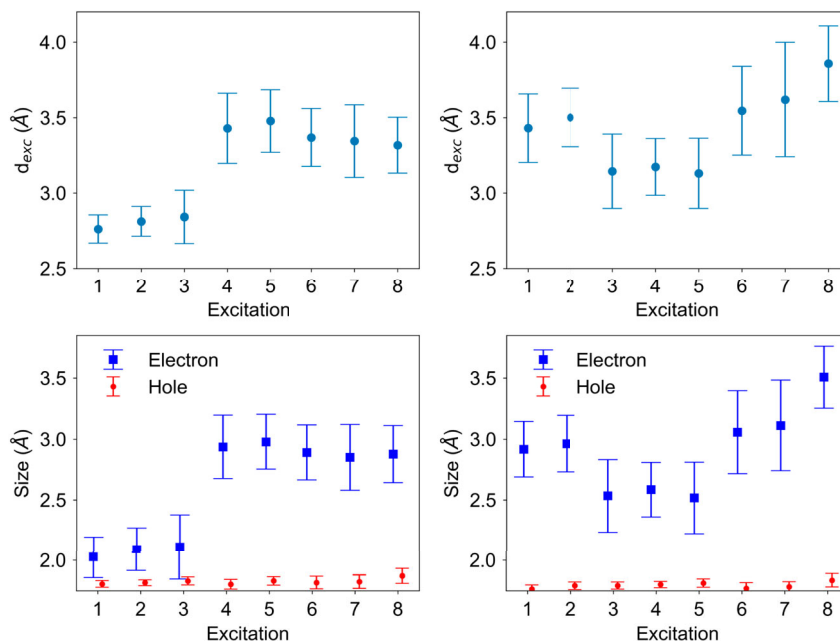 4.0
3.5
3.0
2.5
d_exc (Å)
1 2 3 4 5 6 7 8
Excitation
4.0
3.5
3.0
2.5
d_exc (Å)
1 2 3 4 5 6 7 8
Excitation
Electron
Hole
3.5
3.0
2.5
2.0
Size (Å)
1 2 3 4 5 6 7 8
Excitation
Electron
Hole
3.5
3.0
2.5
2.0
Size (Å)
1 2 3 4 5 6 7 8
Excitation